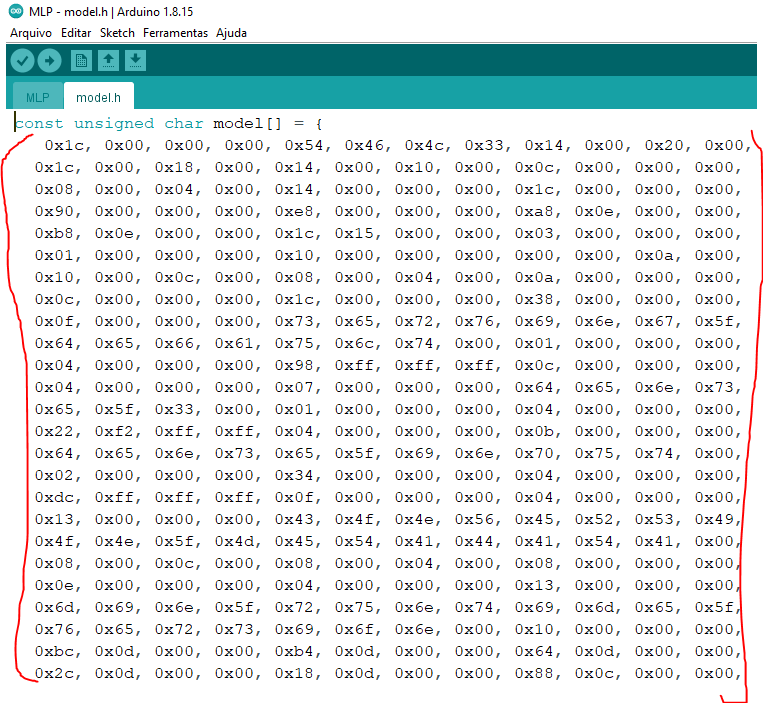 MLP - model.h | Arduino 1.8.15
Arquivo Editar Sketch Ferramentas Ajuda
MLP model.h
const unsigned char model[] = {
0x1c, 0x00, 0x00, 0x00, 0x54, 0x46, 0x4c, 0x33, 0x14, 0x00, 0x20, 0x00,
0x1c, 0x00, 0x18, 0x00, 0x14, 0x00, 0x10, 0x00, 0x0c, 0x00, 0x00, 0x00,
0x08, 0x00, 0x04, 0x00, 0x14, 0x00, 0x00, 0x00, 0x1c, 0x00, 0x00, 0x00,
0x90, 0x00, 0x00, 0x00, 0xe8, 0x00, 0x00, 0x00, 0xa8, 0x0e, 0x00, 0x00,
0xb8, 0x0e, 0x00, 0x00, 0x1c, 0x15, 0x00, 0x00, 0x03, 0x00, 0x00, 0x00,
0x01, 0x00, 0x00, 0x00, 0x10, 0x00, 0x00, 0x00, 0x00, 0x00, 0x0a, 0x00,
0x10, 0x00, 0x0c, 0x00, 0x08, 0x00, 0x04, 0x00, 0x0a, 0x00, 0x00, 0x00,
0x0c, 0x00, 0x00, 0x00, 0x1c, 0x00, 0x00, 0x00, 0x38, 0x00, 0x00, 0x00,
0x0f, 0x00, 0x00, 0x00, 0x73, 0x65, 0x72, 0x76, 0x69, 0x6e, 0x67, 0x5f,
0x64, 0x65, 0x66, 0x61, 0x75, 0x6c, 0x74, 0x00, 0x01, 0x00, 0x00, 0x00,
0x04, 0x00, 0x00, 0x00, 0x98, 0xff, 0xff, 0xff, 0x0c, 0x00, 0x00, 0x00,
0x04, 0x00, 0x00, 0x00, 0x07, 0x00, 0x00, 0x00, 0x64, 0x65, 0x6e, 0x73,
0x65, 0x5f, 0x33, 0x00, 0x01, 0x00, 0x00, 0x00, 0x04, 0x00, 0x00, 0x00,
0x22, 0xf2, 0xff, 0xff, 0x04, 0x00, 0x00, 0x00, 0x0b, 0x00, 0x00, 0x00,
0x64, 0x65, 0x6e, 0x73, 0x65, 0x5f, 0x69, 0x6e, 0x70, 0x75, 0x74, 0x00,
0x02, 0x00, 0x00, 0x00, 0x34, 0x00, 0x00, 0x00, 0x04, 0x00, 0x00, 0x00,
0xdc, 0xff, 0xff, 0xff, 0x0f, 0x00, 0x00, 0x00, 0x04, 0x00, 0x00, 0x00,
0x13, 0x00, 0x00, 0x00, 0x43, 0x4f, 0x4e, 0x56, 0x45, 0x52, 0x53, 0x49,
0x4f, 0x4e, 0x5f, 0x4d, 0x45, 0x54, 0x41, 0x44, 0x41, 0x54, 0x41, 0x00,
0x08, 0x00, 0x0c, 0x00, 0x08, 0x00, 0x04, 0x00, 0x08, 0x00, 0x00, 0x00,
0x0e, 0x00, 0x00, 0x00, 0x04, 0x00, 0x00, 0x00, 0x13, 0x00, 0x00, 0x00,
0x6d, 0x69, 0x6e, 0x5f, 0x72, 0x75, 0x6e, 0x74, 0x69, 0x6d, 0x65, 0x5f,
0x76, 0x65, 0x72, 0x73, 0x69, 0x6f, 0x6e, 0x00, 0x10, 0x00, 0x00, 0x00,
0xbc, 0x0d, 0x00, 0x00, 0xb4, 0x0d, 0x00, 0x00, 0x64, 0x0d, 0x00, 0x00,
0x2c, 0x0d, 0x00, 0x00, 0x18, 0x0d, 0x00, 0x00, 0x88, 0x0c, 0x00, 0x00,